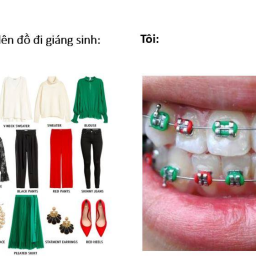 lên đồ đi giáng sinh:
Tôi:
V-NECK SWEATER
SWEATER
BLOUSE
BLACK PANTS
RED PANTS
SKINNY JEANS
PLEATED SKIRT
STATEMENT EARRINGS
RED HEELS